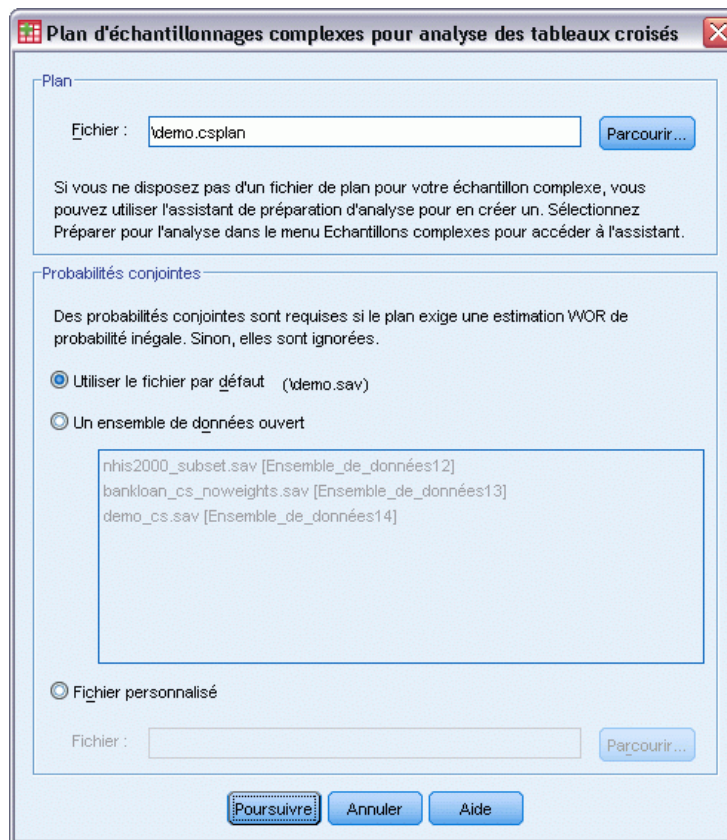 Plan d'échantillonnages complexes pour analyse des tableaux croisés
Plan
Fichier : \demo.csplan Parcourir...
Si vous ne disposez pas d'un fichier de plan pour votre échantillon complexe, vous
pouvez utiliser l'assistant de préparation d'analyse pour en créer un. Sélectionnez
Préparer pour l'analyse dans le menu Echantillons complexes pour accéder à l'assistant.
Probabilités conjointes
Des probabilités conjointes sont requises si le plan exige une estimation WOR de
probabilité inégale. Sinon, elles sont ignorées.
Utiliser le fichier par défaut (\demo.sav)
Un ensemble de données ouvert
nhis2000_subset.sav [Ensemble_de_données12]
bankloan_cs_noweights.sav [Ensemble_de_données13]
demo_cs.sav [Ensemble_de_données14]
Fichier personnalisé
Fichier : Parcourir...
Poursuivre Annuler Aide